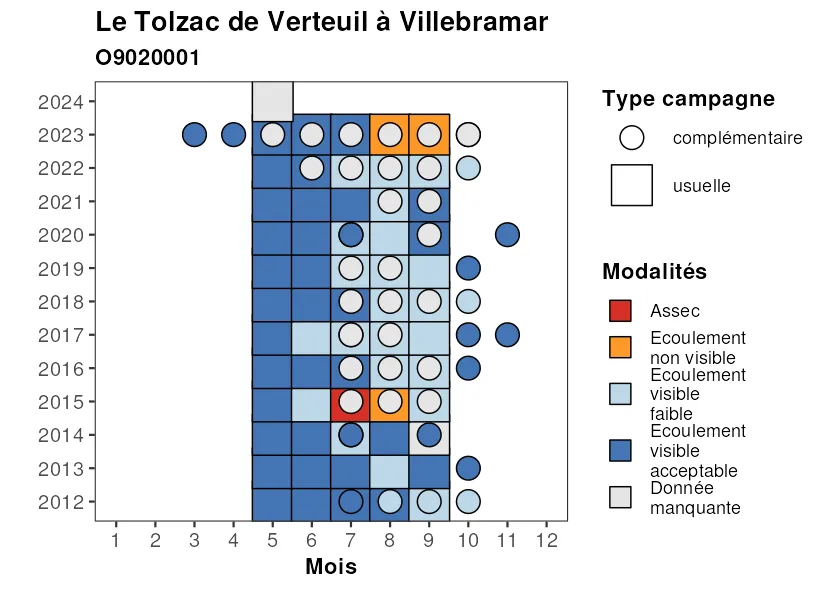 Le Tolzac de Verteuil à Villebramar
O9020001
2024
2023
2022
2021
2020
2019
2018
2017
2016
2015
2014
2013
2012
1 2 3 4 5 6 7 8 9 10 11 12
Mois
Type campagne
complémentaire
usuelle
Modalités
Assec
Ecoulement
non visible
Ecoulement
visible
faible
Ecoulement
visible
acceptable
Donnée
manquante